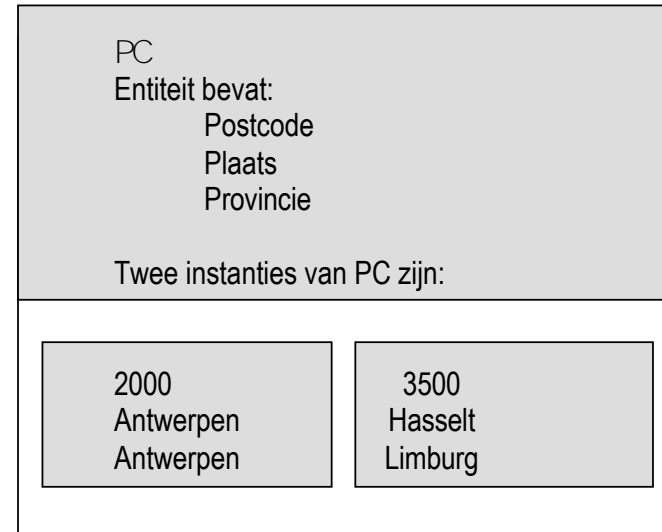 PC
Entiteit bevat:
Postcode
Plaats
Provincie
Twee instanties van PC zijn:
2000
Antwerpen
Antwerpen
3500
Hasselt
Limburg